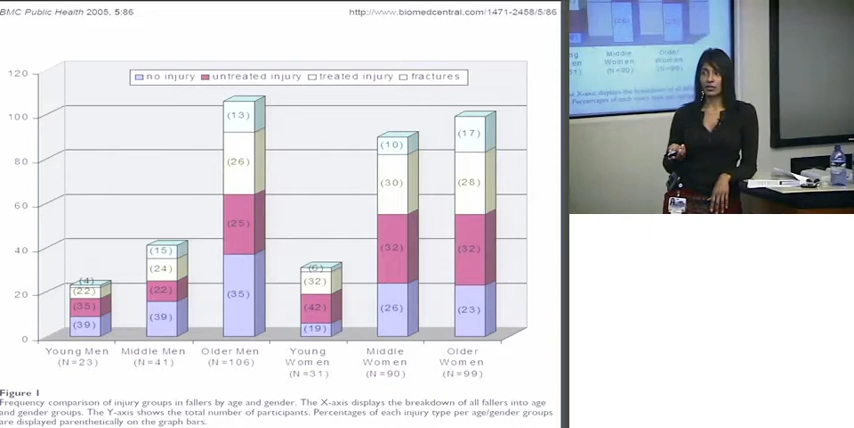 BMC Public Health 2005, 5:86
http://www.biomedcentral.com/1471-2458/5/86
no injury untreated injury treated injury fractures
120
100
80
60
40
20
0
(4)
(22)
(35)
(39)
(15)
(24)
(22)
(39)
(13)
(26)
(25)
(35)
(6)
(32)
(42)
(19)
(10)
(30)
(32)
(26)
(17)
(28)
(32)
(23)
Young Men
(N=23)
Middle Men
(N=41)
Older Men
(N=106)
Young
Women
(N=31)
Middle
Women
(N=90)
Older
Women
(N=99)
Figure 1
Frequency comparison of injury groups in fallers by age and gender. The X-axis displays the breakdown of all fallers into age
and gender groups. The Y-axis shows the total number of participants. Percentages of each injury type per age/gender groups
are displayed parenthetically on the graph bars.
Middle
Women
(N=90)
Older
Women
(N=99)